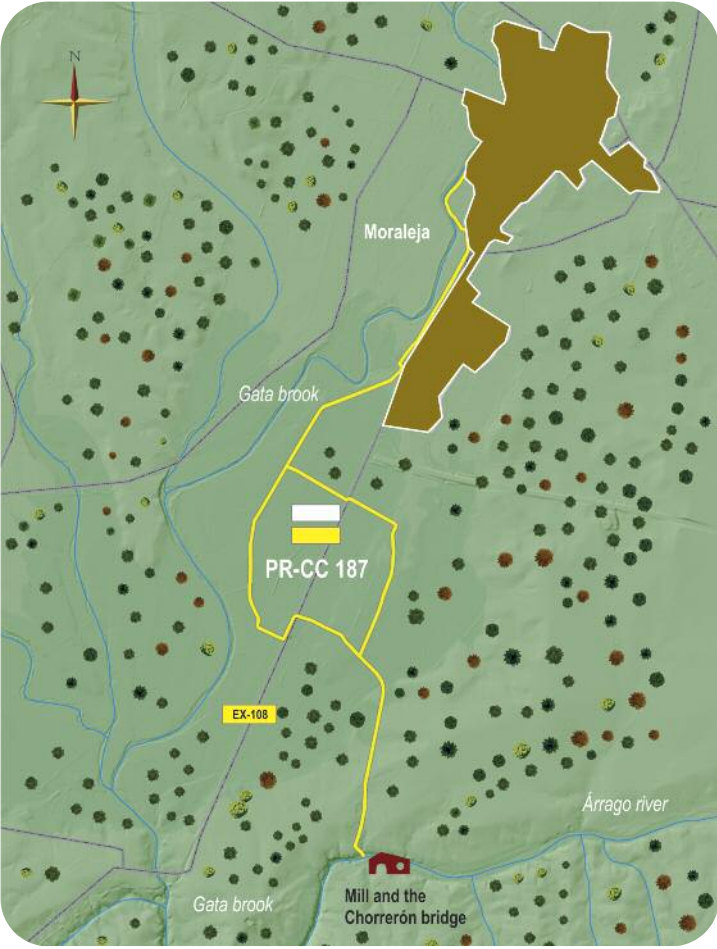 N
Moraleja
Gata brook
PR-CC 187
EX-108
Árrago river
Mill and the
Chorrerón bridge
Gata brook